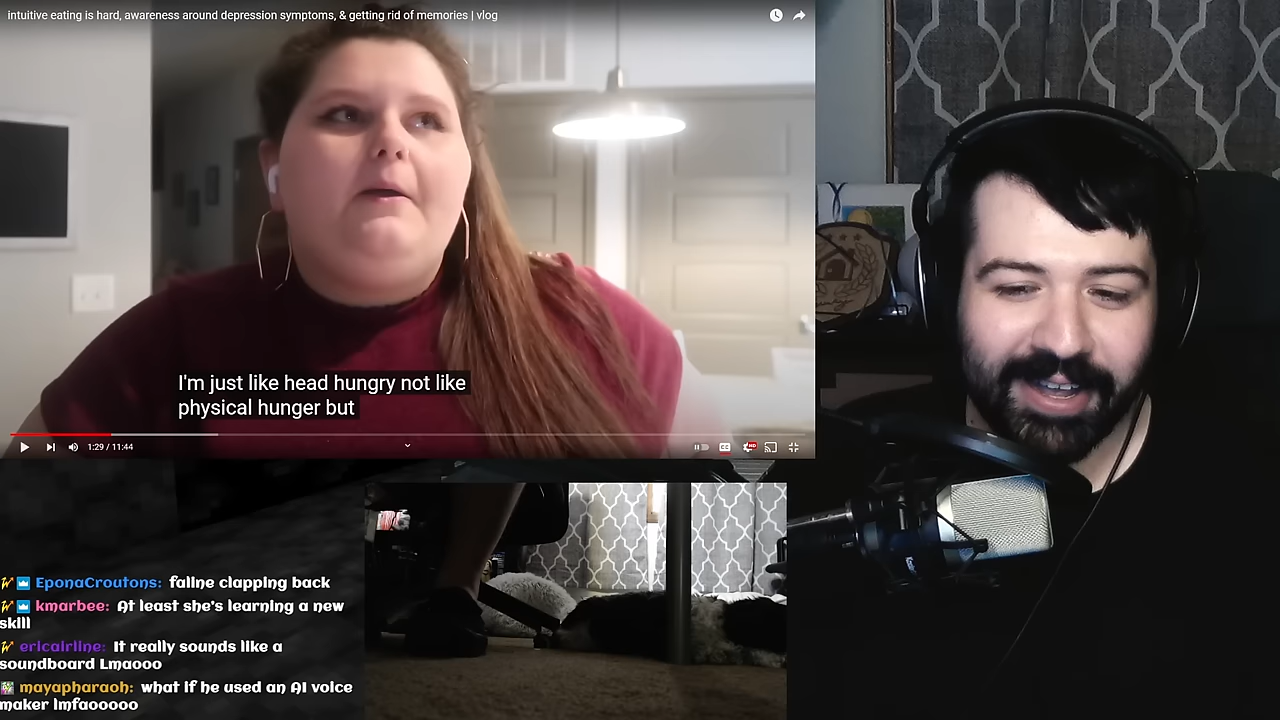 intuitive eating is hard, awareness around depression symptoms, & getting rid of memories | vlog
I'm just like head hungry not like
physical hunger but
1:29 / 11:44
CC
HD
EponaCroutons: faline clapping back
kmarbee: At least she's learning a new
skill
ericairline: It really sounds like a
soundboard Lmaooo
mayapharaoh: what if he used an AI voice
maker lmfaooooo